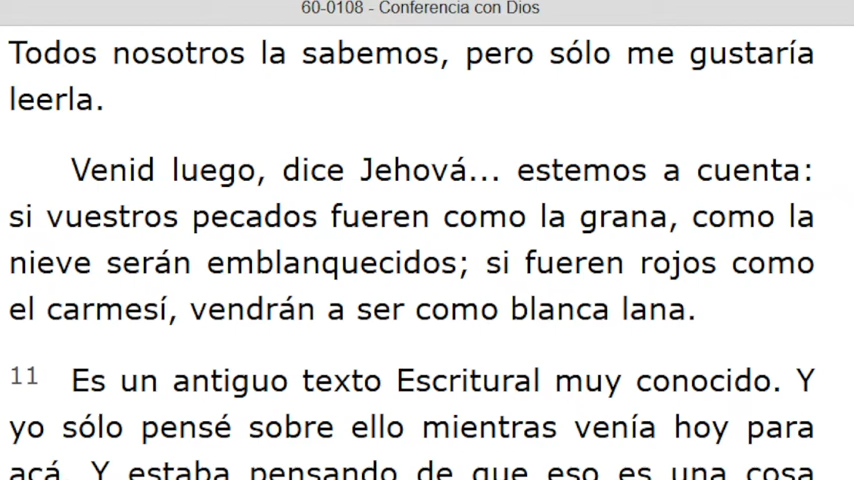 60-0108 - Conferencia con Dios
Todos nosotros la sabemos, pero sólo me gustaría
leerla.
Venid luego, dice Jehová... estemos a cuenta:
si vuestros pecados fueren como la grana, como la
nieve serán emblanquecidos; si fueren rojos como
el carmesí, vendrán a ser como blanca lana.
11 Es un antiguo texto Escritural muy conocido. Y
yo sólo pensé sobre ello mientras venía hoy para
acá. Y estaba pensando de que eso es una cosa